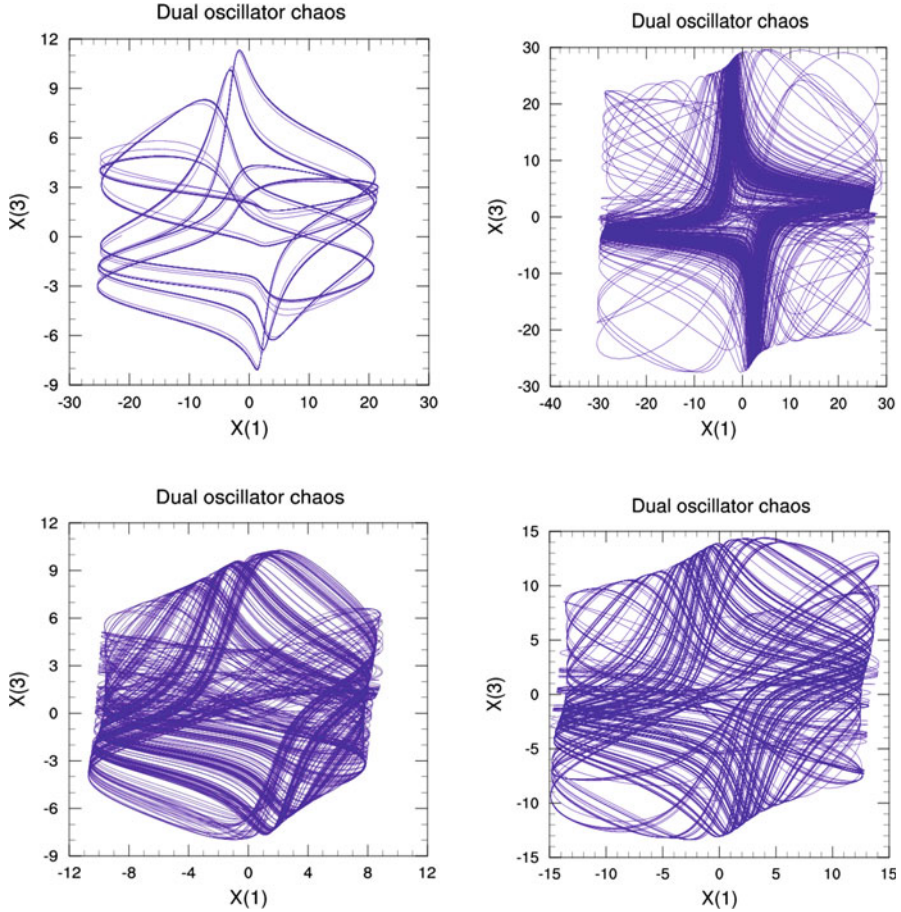 Dual oscillator chaos
12
9
6
3
0
-3
-6
-9
X(3)
-30 -20 -10 0 10 20 30
X(1)
Dual oscillator chaos
30
20
10
0
-10
-20
-30
X(3)
-40 -30 -20 -10 0 10 20 30
X(1)
Dual oscillator chaos
12
9
6
3
0
-3
-6
-9
X(3)
-12 -8 -4 0 4 8 12
X(1)
Dual oscillator chaos
15
10
5
0
-5
-10
-15
X(3)
-15 -10 -5 0 5 10 15
X(1)